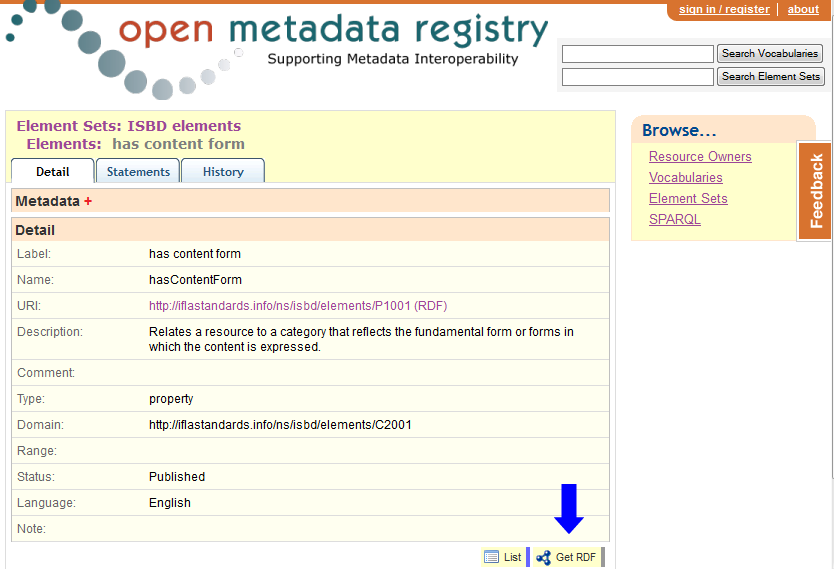 sign in / register | about
open metadata registry
Supporting Metadata Interoperability
Search Vocabularies
Search Element Sets
Element Sets: ISBD elements
Elements: has content form
Detail Statements History
Metadata +
Detail
Label: has content form
Name: hasContentForm
URI: http://iflastandards.info/ns/isbd/elements/P1001 (RDF)
Description: Relates a resource to a category that reflects the fundamental form or forms in
which the content is expressed.
Comment:
Type: property
Domain: http://iflastandards.info/ns/isbd/elements/C2001
Range:
Status: Published
Language: English
Note:
List Get RDF
Browse...
Resource Owners
Vocabularies
Element Sets
SPARQL
Feedback